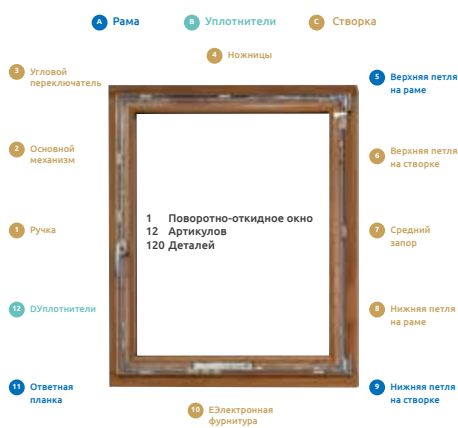 A Рама
B Уплотнители
C Створка
4 Ножницы
3 Угловой
переключатель
5 Верхняя петля
на раме
2 Основной
механизм
6 Верхняя петля
на створке
1 Поворотно-откидное окно
12 Артикулов
120 Деталей
1 Ручка
7 Средний
запор
12 DУплотнители
8 Нижняя петля
на раме
11 Ответная
планка
9 Нижняя петля
на створке
10 EЭлектронная
фурнитура